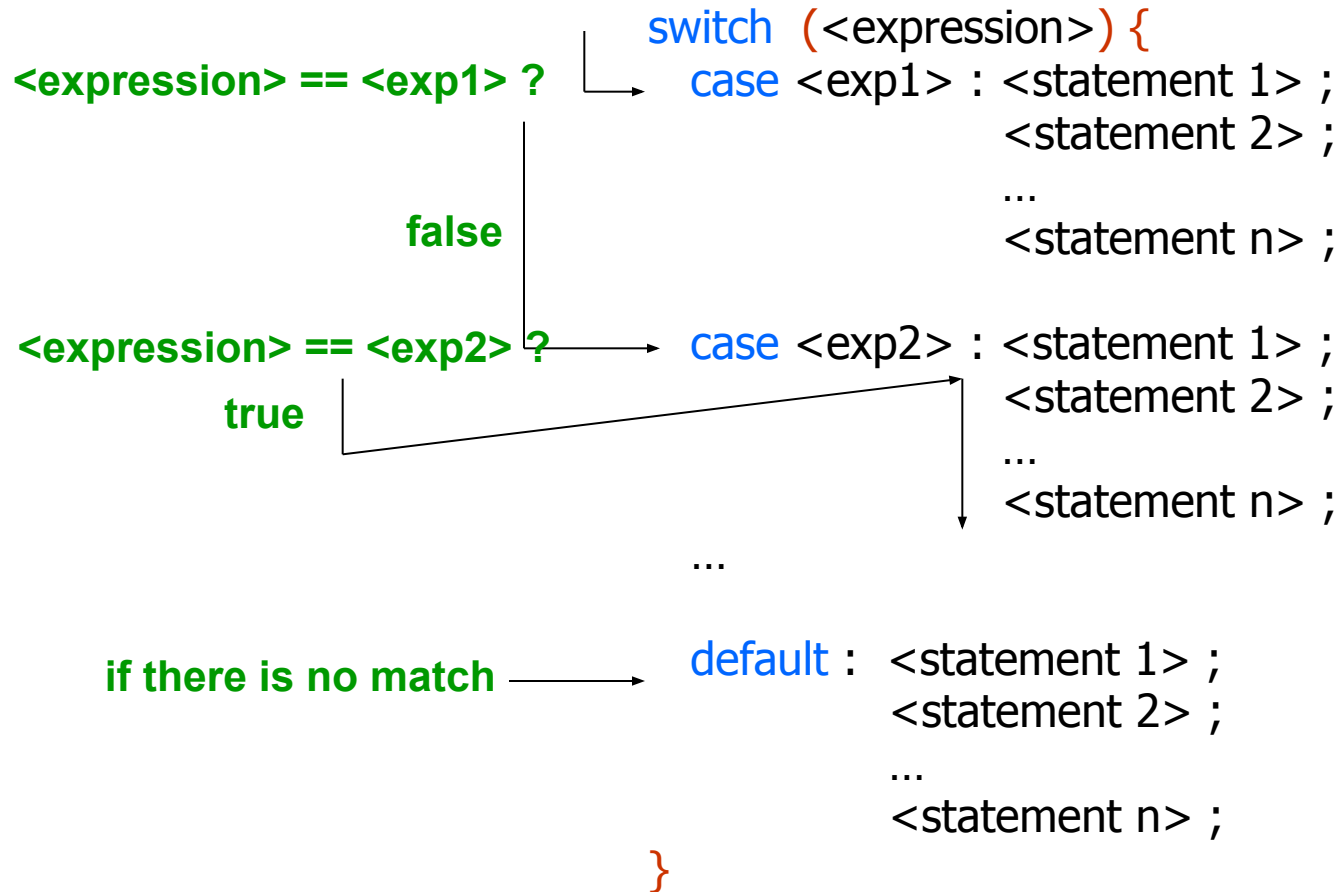 switch (<expression>) {
<expression> == <exp1> ?
case <exp1> : <statement 1> ;
<statement 2> ;
…
<statement n> ;
false
<expression> == <exp2> ?
case <exp2> : <statement 1> ;
<statement 2> ;
…
<statement n> ;
true
…
if there is no match
default : <statement 1> ;
<statement 2> ;
…
<statement n> ;
}